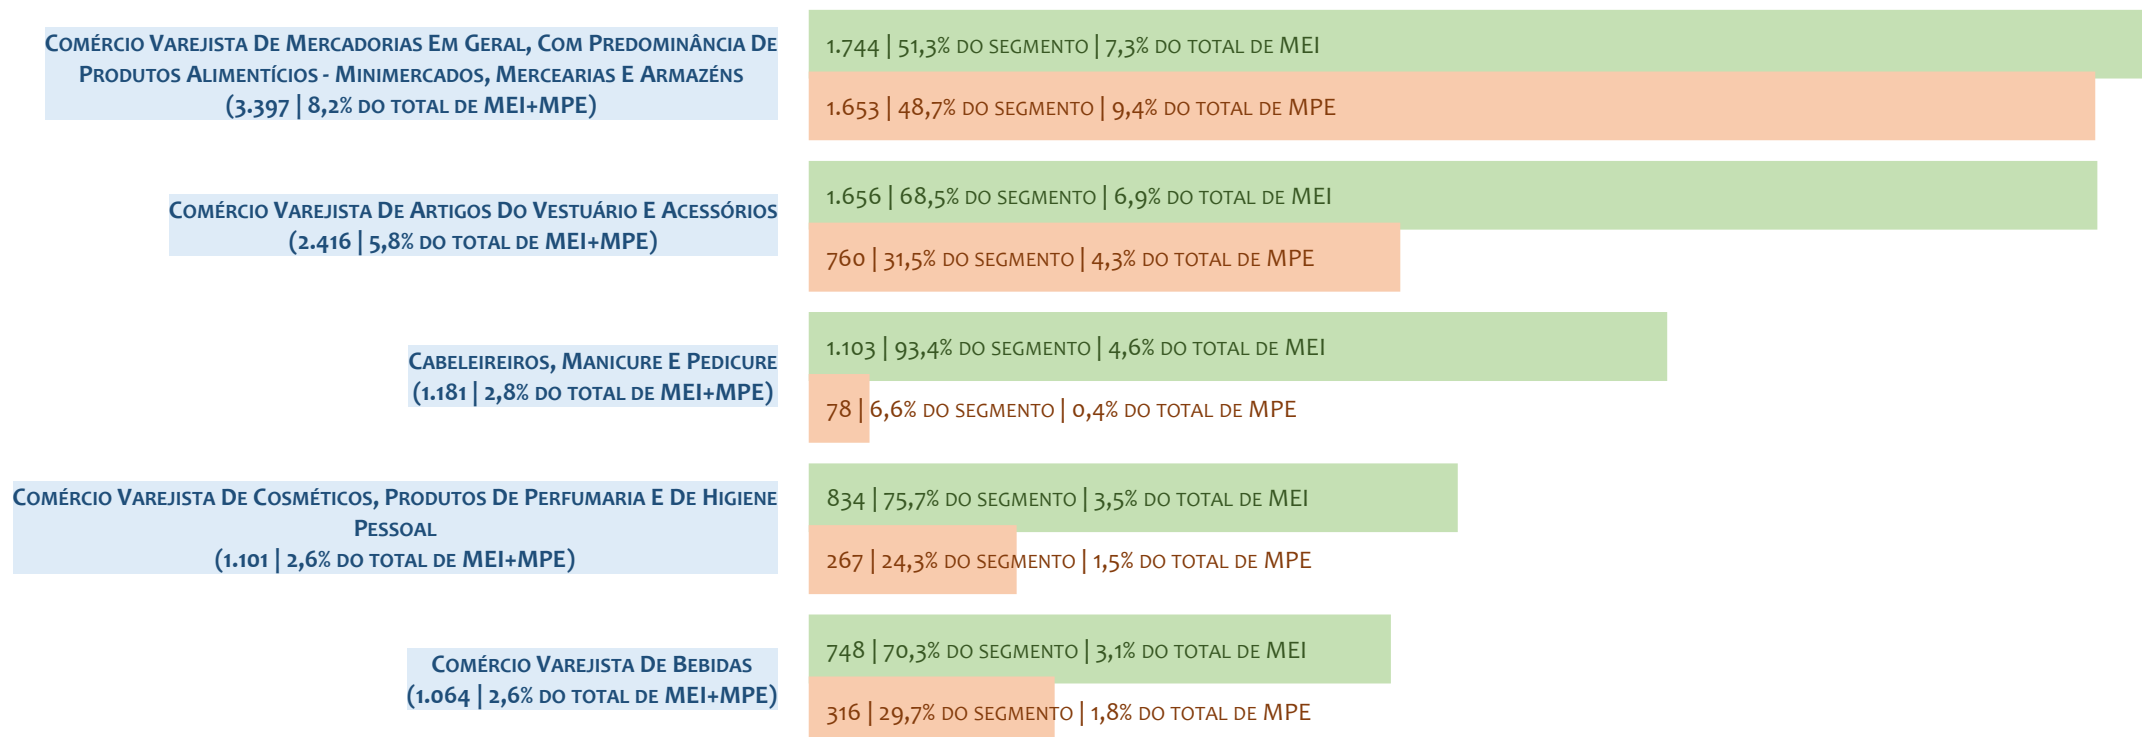 Comércio Varejista De Mercadorias Em Geral, Com Predominância De
Produtos Alimentícios - Minimercados, Mercearias E Armazéns
(3.397 | 8,2% do total de MEI+MPE)
1.744 | 51,3% do segmento | 7,3% do total de MEI
1.653 | 48,7% do segmento | 9,4% do total de MPE
Comércio Varejista De Artigos Do Vestuário E Acessórios
(2.416 | 5,8% do total de MEI+MPE)
1.656 | 68,5% do segmento | 6,9% do total de MEI
760 | 31,5% do segmento | 4,3% do total de MPE
Cabeleireiros, Manicure E Pedicure
(1.181 | 2,8% do total de MEI+MPE)
1.103 | 93,4% do segmento | 4,6% do total de MEI
78 | 6,6% do segmento | 0,4% do total de MPE
Comércio Varejista De Cosméticos, Produtos De Perfumaria E De Higiene
Pessoal
(1.101 | 2,6% do total de MEI+MPE)
834 | 75,7% do segmento | 3,5% do total de MEI
267 | 24,3% do segmento | 1,5% do total de MPE
Comércio Varejista De Bebidas
(1.064 | 2,6% do total de MEI+MPE)
748 | 70,3% do segmento | 3,1% do total de MEI
316 | 29,7% do segmento | 1,8% do total de MPE